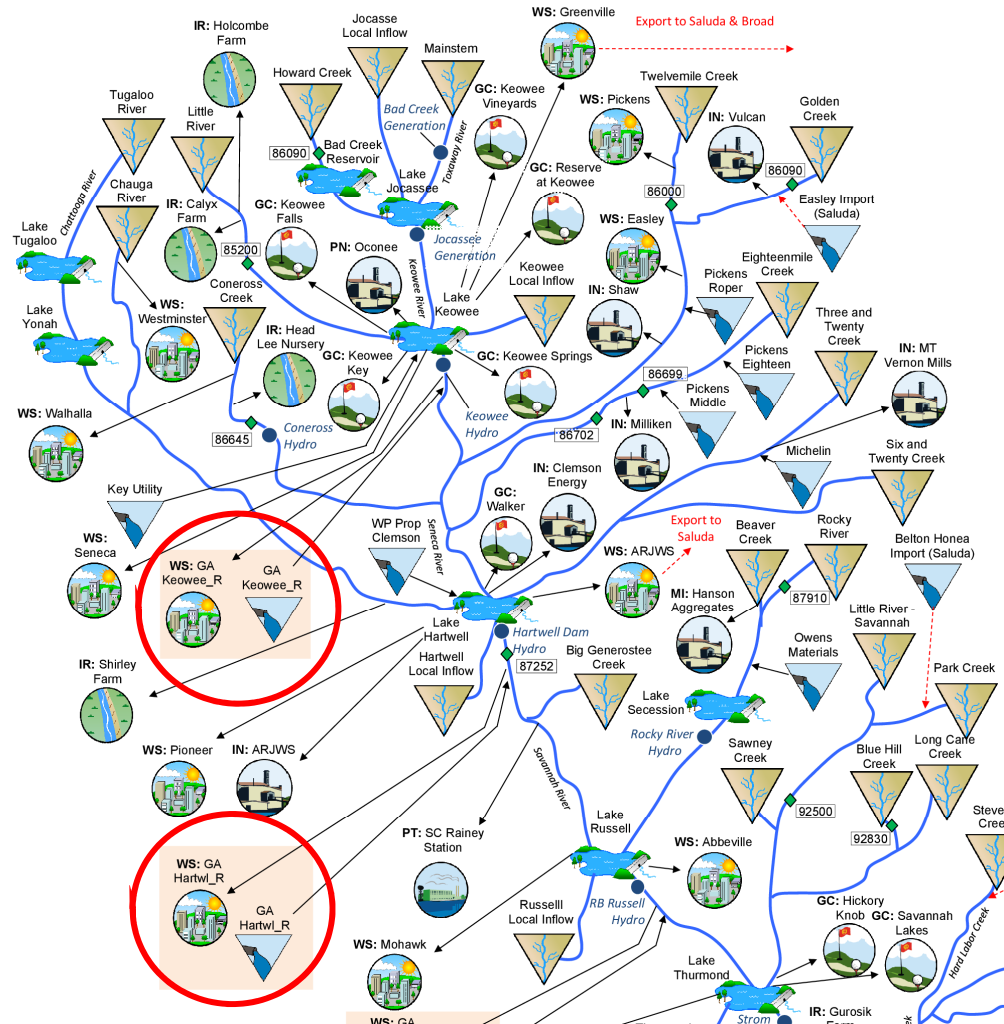 WS: Greenville
Export to Saluda & Broad
IR: Holcombe
Farm
Jocasse
Local Inflow
Mainstem
Howard Creek
Tugaloo
River
Little
River
Bad Creek
Generation
GC: Keowee
Vineyards
Twelvemile Creek
WS: Pickens
IN: Vulcan
Golden
Creek
86090
Bad Creek
Reservoir
Toxaway River
86090
Chattooga River
Chauga
River
Lake
Jocassee
GC: Reserve
at Keowee
86000
Easley Import
(Saluda)
IR: Calyx
Farm
GC: Keowee
Falls
WS: Easley
Lake
Tugaloo
85200
PN: Oconee
Jocassee
Generation
Keowee River
Keowee
Local Inflow
Eighteenmile
Creek
Coneross
Creek
Pickens
Roper
Lake
Keowee
IN: Shaw
Lake
Yonah
WS:
Westminster
IR: Head
Lee Nursery
GC: Keowee
Key
GC: Keowee Springs
Three and
Twenty
Creek
Pickens
Eighteen
IN: MT
Vernon Mills
86699
Pickens
Middle
WS: Walhalla
86645
Coneross
Hydro
Keowee
Hydro
86702
IN: Milliken
Michelin
Six and
Twenty Creek
Key Utility
IN: Clemson
Energy
GC:
Walker
WP Prop
Clemson
Seneca River
Export to
Saluda
Beaver
Creek
Rocky
River
Belton Honea
Import (Saluda)
WS:
Seneca
WS: GA
Keowee_R
GA
Keowee_R
WS: ARJWS
MI: Hanson
Aggregates
87910
Little River -
Savannah
Lake
Hartwell
Hartwell Dam
Hydro
Hartwell
Local Inflow
87252
Big Generostee
Creek
Owens
Materials
Park Creek
IR: Shirley
Farm
Lake
Secession
Rocky River
Hydro
WS: Pioneer
IN: ARJWS
Savannah River
Sawney
Creek
Blue Hill
Creek
Long Cane
Creek
92500
92830
Lake
Russell
Steve
Cree
PT: SC Rainey
Station
WS: Abbeville
WS: GA
Hartwl_R
GA
Hartwl_R
RB Russell
Hydro
Russelll
Local Inflow
GC: Hickory
Knob
GC: Savannah
Lakes
Hard Labor Creek
WS: Mohawk
Lake
Thurmond
Strom
IR: Gurosik
WS: GA